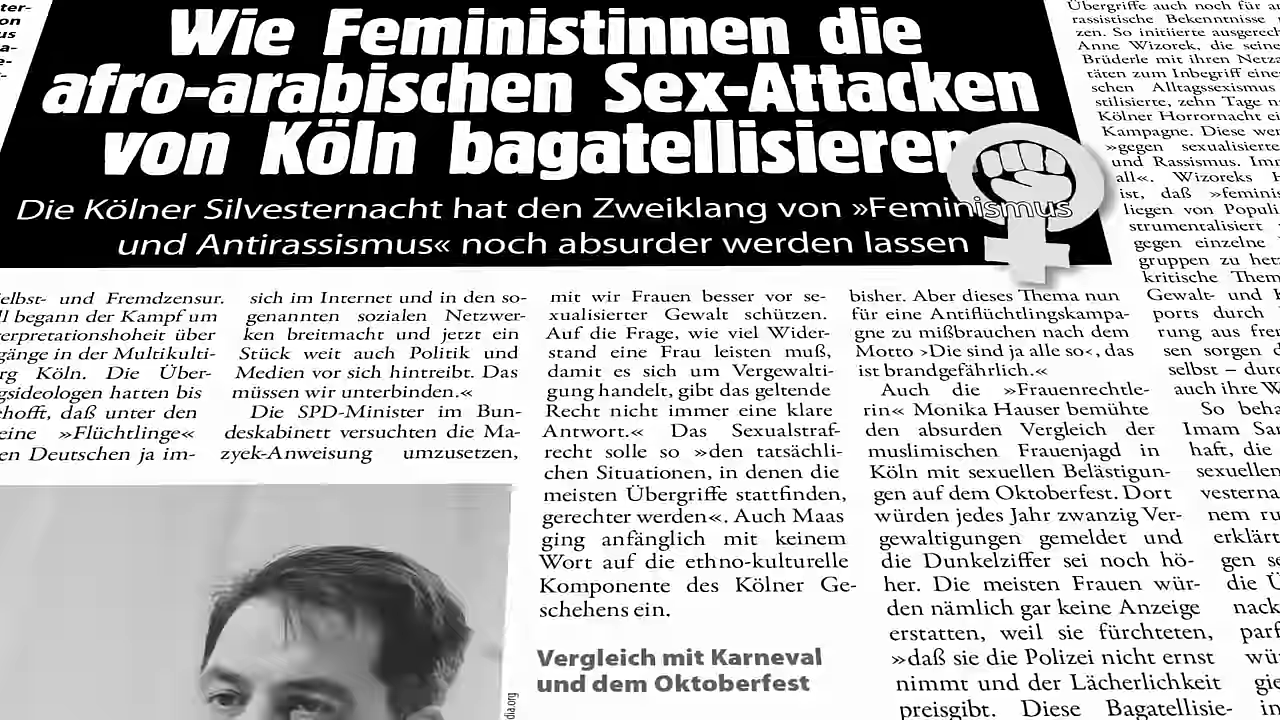 Wie Feministinnen die
afro-arabischen Sex-Attacken
von Köln bagatellisieren
Die Kölner Silvesternacht hat den Zweiklang von »Feminismus
und Antirassismus« noch absurder werden lassen
elbst- und Fremdzensur.
ll begann der Kampf um
erpretationshoheit über
gänge in der Multikulti-
rg Köln. Die Über-
gsideologen hatten bis
ehofft, daß unter den
eine »Flüchtlinge«
en Deutschen ja im-
sich im Internet und in den so-
genannten sozialen Netzwer-
ken breitmacht und jetzt ein
Stück weit auch Politik und
Medien vor sich hintreibt. Das
müssen wir unterbinden.«
Die SPD-Minister im Bun-
deskabinett versuchten die Ma-
zyek-Anweisung umzusetzen,
dia.org
mit wir Frauen besser vor se-
xualisierter Gewalt schützen.
Auf die Frage, wie viel Wider-
stand eine Frau leisten muß,
damit es sich um Vergewalti-
gung handelt, gibt das geltende
Recht nicht immer eine klare
Antwort.« Das Sexualstraf-
recht solle so »den tatsächli-
chen Situationen, in denen die
meisten Übergriffe stattfinden,
gerechter werden«. Auch Maas
ging anfänglich mit keinem
Wort auf die ethno-kulturelle
Komponente des Kölner Ge-
schehens ein.
Vergleich mit Karneval
und dem Oktoberfest
bisher. Aber dieses Thema nun
für eine Antiflüchtlingskampa-
gne zu mißbrauchen nach dem
Motto ›Die sind ja alle so‹, das
ist brandgefährlich.«
Auch die »Frauenrechtle-
rin« Monika Hauser bemühte
den absurden Vergleich der
muslimischen Frauenjagd in
Köln mit sexuellen Belästigun-
gen auf dem Oktoberfest. Dort
würden jedes Jahr zwanzig Ver-
gewaltigungen gemeldet und
die Dunkelziffer sei noch hö-
her. Die meisten Frauen wür-
den nämlich gar keine Anzeige
erstatten, weil sie fürchteten,
»daß sie die Polizei nicht ernst
nimmt und der Lächerlichkeit
preisgibt. Diese Bagatellisie-
Übergriffe auch noch für a
rassistische Bekenntnisse
zen. So initiierte ausgerech
Anne Wizorek, die sein
Brüderle mit ihren Netza
täten zum Inbegriff eine
schen Alltagssexismus
stilisierte, zehn Tage n
Kölner Horrornacht ei
Kampagne. Diese we
»gegen sexualisierte
und Rassismus. Im
all«. Wizoreks
ist, daß »feminis
liegen von Popul
strumentalisiert
gegen einzelne
gruppen zu het
kritische Them
Gewalt- und
ports durch
rung aus fre
sen sorgen d
selbst – dur
auch ihre W
So beha
Imam Sa
haft, die
sexuellen
vesterna
nem ru
erklärt
gen se
die Ü
nack
parf
wü
gie
in